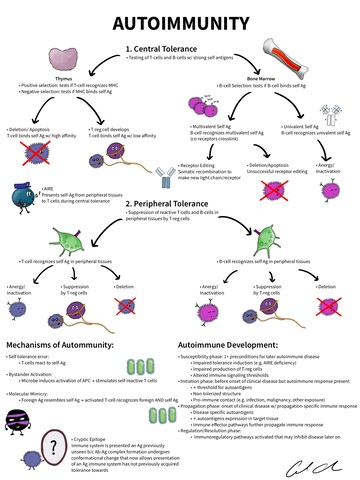 AUTOIMMUNITY
1. Central Tolerance
• Testing of T-cells and B-cells w/ strong self antigens
Thymus
• Positive selection: tests if T-cell recognizes MHC
• Negative selection: tests if MHC binds self Ag
Bone Marrow
• B-cell Selection: tests if B-cell binds self Ag
• Deletion/Apoptosis
T-cell binds self Ag w/ high affinity
• T-reg cell develops
T-cell binds self Ag w/ low affinity
• Multivalent Self Ag
B-cell recognizes multivalent self Ag
(co receptors crosslink)
• Univalent Self Ag
B-cell recognizes univalent self Ag
• AIRE
Presents self Ag from peripheral tissues
to T-cells during central tolerance
• Receptor Editing
Somatic recombination to
make new light chain/receptor
• Deletion/Apoptosis
Unsuccessful receptor editing
• Anergy/
Inactivation
2. Peripheral Tolerance
• Suppression of reactive T-cells and B-cells in
peripheral tissues by T-reg cells
• T-cell recognizes self Ag in peripheral tissues
• B-cell recognizes self Ag in peripheral tissues
• Anergy/
Inactivation
• Suppression
by T-reg cells
• Deletion
• Anergy/
Inactivation
• Suppression
by T-reg cells
• Deletion
Mechanisms of Autoimmunity:
• Self tolerance error:
• T-cells react to self Ag
• Bystander Activation:
• Microbe induces activation of APC + stimulates self-reactive T-cells
• Molecular Mimicry:
• Foreign Ag resembles self Ag → activated T-cell recognizes foreign AND self Ag
?
• Cryptic Epitope
Immune system is presented an Ag previously
unseen b/c Ab-Ag complex formation undergoes
conformational change that now allows presentation
of an Ag immune system has not previously acquired
tolerance towards
Autoimmune Development:
• Susceptibility phase: 1+ preconditions for later autoimmune disease
• Impaired self tolerance induction (e.g. AIRE deficiency)
• Impaired production of T-reg cells
• Altered immune signaling thresholds
• Initiation phase: before onset of clinical disease but autoimmune response present
• + threshold for autoantigens
• Non-tolerized structure
• Pro-immune contact (e.g. infection, malignancy, other exposure)
• Propagation phase: onset of clinical disease w/ propagation-specific immune response
• Disease specific autoantigens
• + autoantigens expression in target tissue
• Immune effector pathways further propagate immune response
• Regulation/Resolution phase:
• Immunoregulatory pathways activated that may inhibit disease later on